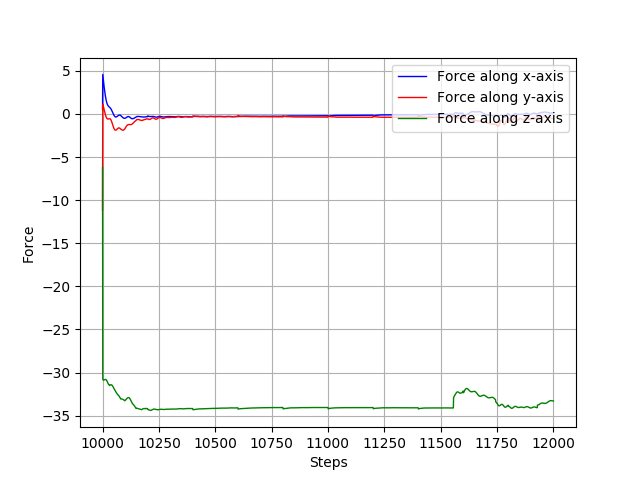 5
0
−5
−10
−15
−20
−25
−30
−35
Force
Force along x-axis
Force along y-axis
Force along z-axis
10000 10250 10500 10750 11000 11250 11500 11750 12000
Steps